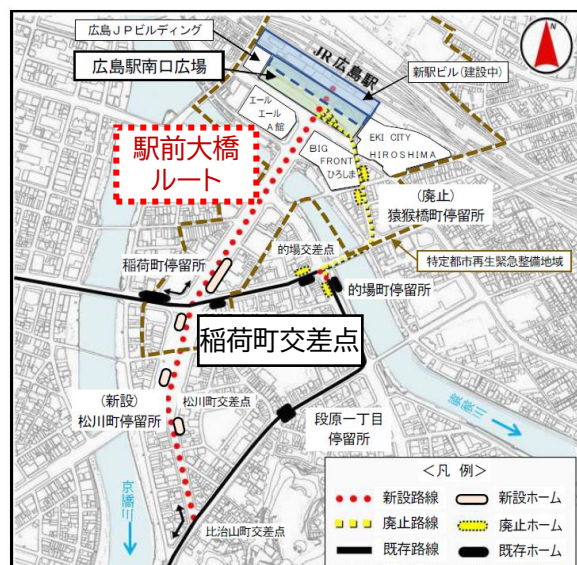 広島ＪＰビルディング
広島駅南口広場
JR広島駅
新駅ビル(建設中)
エール
エール
Ａ館
BIG
FRONT
ひろしま
EKI CITY
HIROSHIMA
駅前大橋
ルート
(廃止)
猿猴橋町停留所
的場交差点
特定都市再生緊急整備地域
稲荷町停留所
的場町停留所
稲荷町交差点
(新設)
松川町停留所
松川町交差点
段原一丁目
停留所
猿猴川
京橋川
比治山町交差点
＜凡 例＞
新設路線
新設ホーム
廃止路線
廃止ホーム
既存路線
既存ホーム